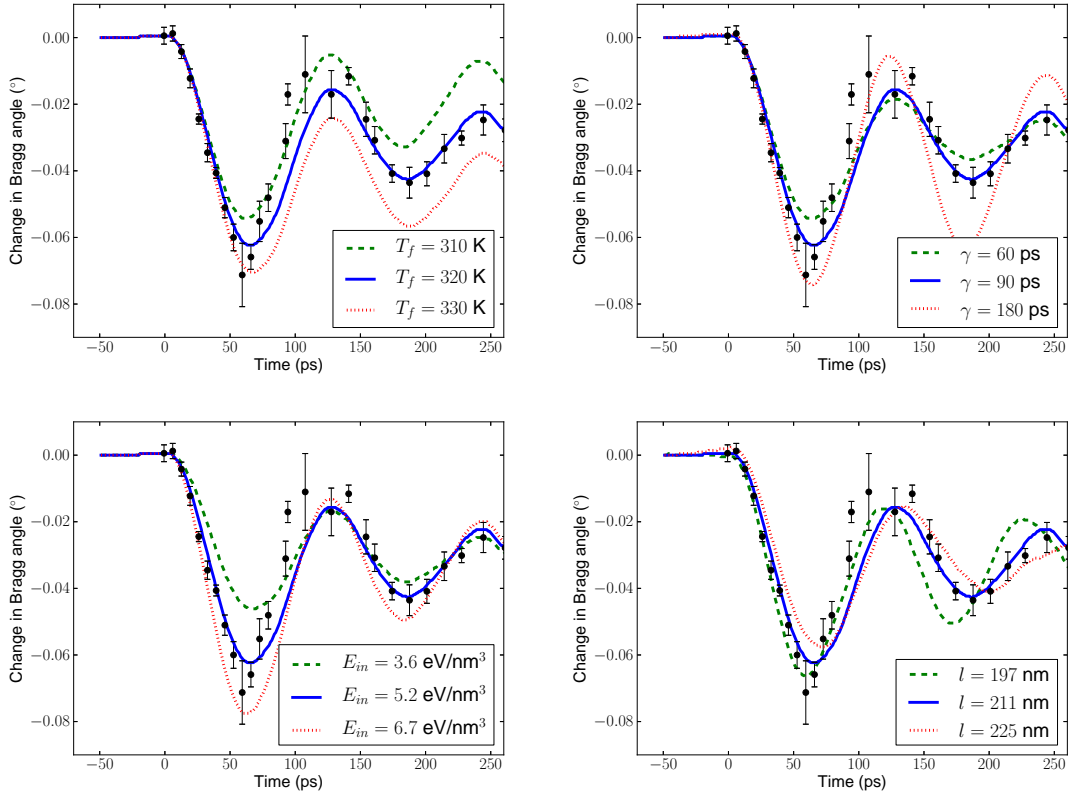 0.00
−0.02
−0.04
−0.06
−0.08
Change in Bragg angle (°)
−50 0 50 100 150 200 250
Time (ps)
T_f = 310 K
T_f = 320 K
T_f = 330 K
0.00
−0.02
−0.04
−0.06
−0.08
Change in Bragg angle (°)
−50 0 50 100 150 200 250
Time (ps)
γ = 60 ps
γ = 90 ps
γ = 180 ps
0.00
−0.02
−0.04
−0.06
−0.08
Change in Bragg angle (°)
−50 0 50 100 150 200 250
Time (ps)
E_in = 3.6 eV/nm³
E_in = 5.2 eV/nm³
E_in = 6.7 eV/nm³
0.00
−0.02
−0.04
−0.06
−0.08
Change in Bragg angle (°)
−50 0 50 100 150 200 250
Time (ps)
l = 197 nm
l = 211 nm
l = 225 nm